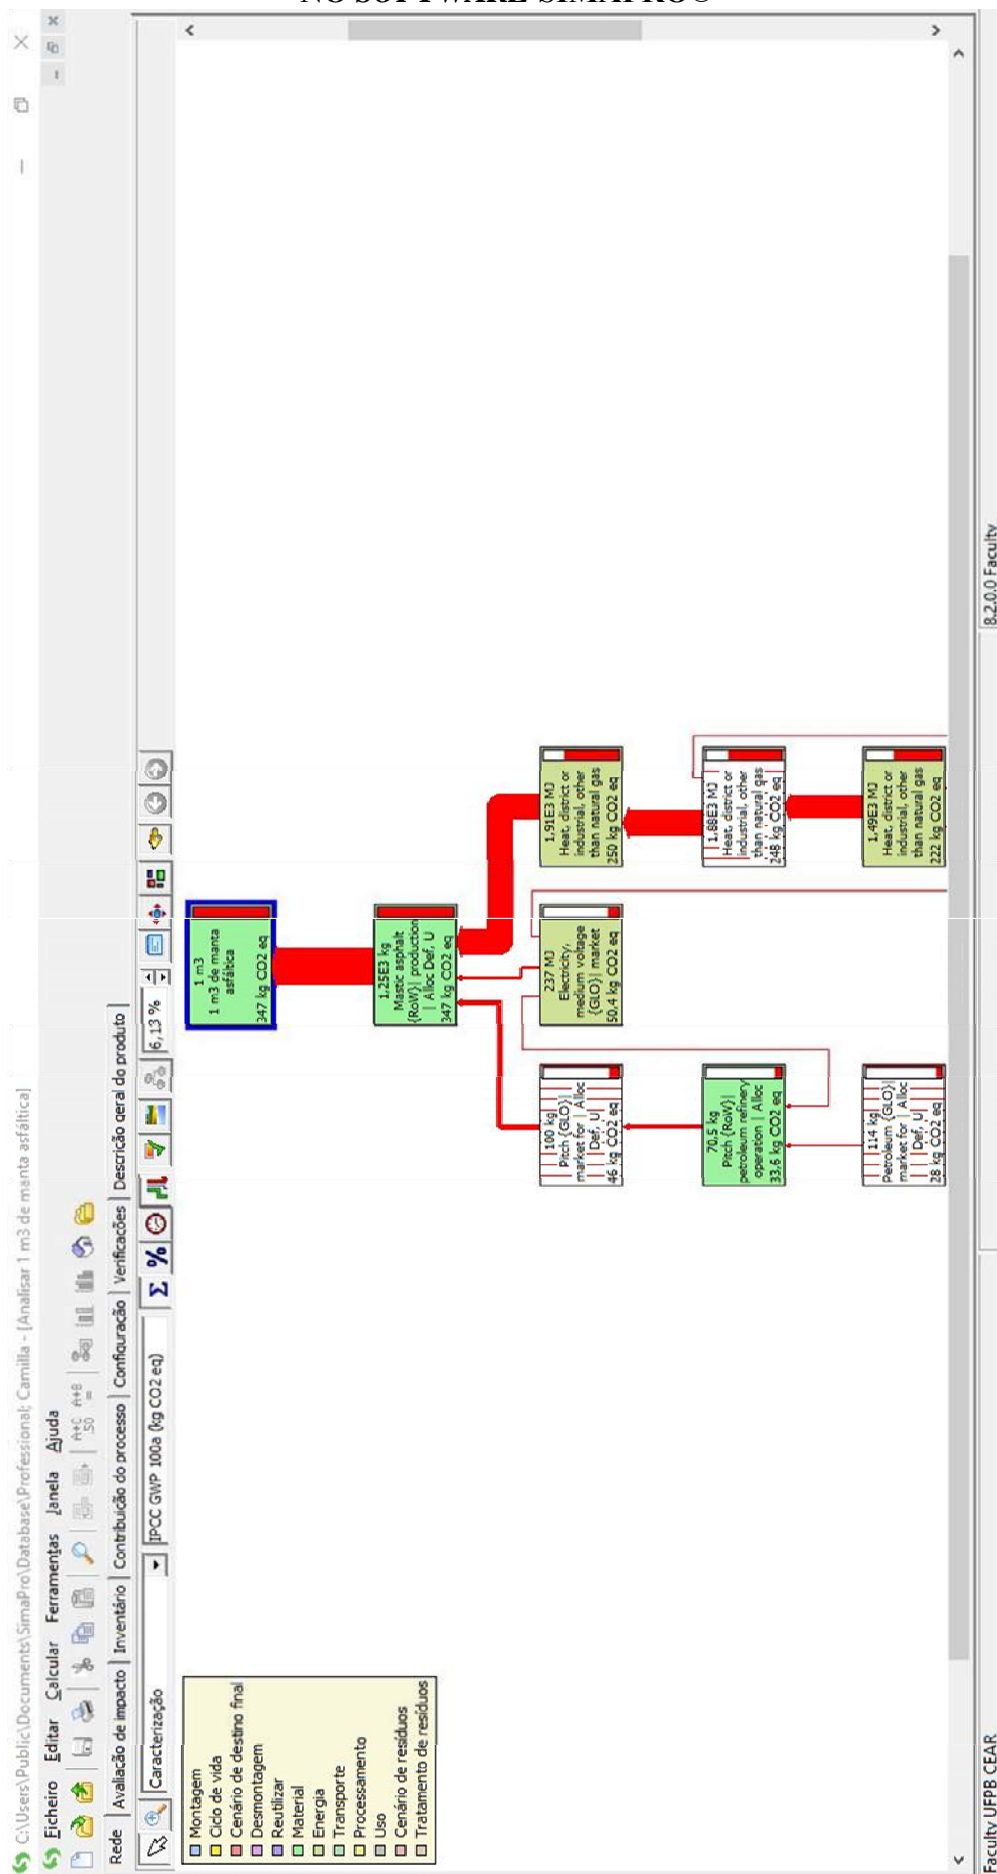 NO SOFTWARE SIMAPRO©
C:\Users\Public\Documents\SimaPro\Database\Professional; Camilla - [Analisar 1 m3 de manta asfáltica]
Ficheiro Editar Calcular Ferramentas Janela Ajuda
A+C A+B
.50 =
Rede Avaliação de impacto Inventário Contribuição do processo Configuração Verificações Descrição geral do produto
Caracterização IPCC GWP 100a (kg CO2 eq) Σ % 6,13 %
Montagem
Ciclo de vida
Cenário de destino final
Desmontagem
Reutilizar
Material
Energia
Transporte
Processamento
Uso
Cenário de resíduos
Tratamento de resíduos
1 m3
1 m3 de manta
asfáltica
347 kg CO2 eq
1,25E3 kg
Mastic asphalt
{RoW}| production
| Alloc Def, U
347 kg CO2 eq
100 kg
Pitch {GLO}|
market for | Alloc
Def, U
46 kg CO2 eq
237 MJ
Electricity,
medium voltage
{GLO}| market
50,4 kg CO2 eq
1,91E3 MJ
Heat, district or
industrial, other
than natural gas
250 kg CO2 eq
70,5 kg
Pitch {RoW}|
petroleum refinery
operation | Alloc
33,6 kg CO2 eq
1,88E3 MJ
Heat, district or
industrial, other
than natural gas
248 kg CO2 eq
114 kg
Petroleum {GLO}|
market for | Alloc
Def, U
28 kg CO2 eq
1,49E3 MJ
Heat, district or
industrial, other
than natural gas
222 kg CO2 eq
Faculty UFPB CEAR 8.2.0.0 Faculty